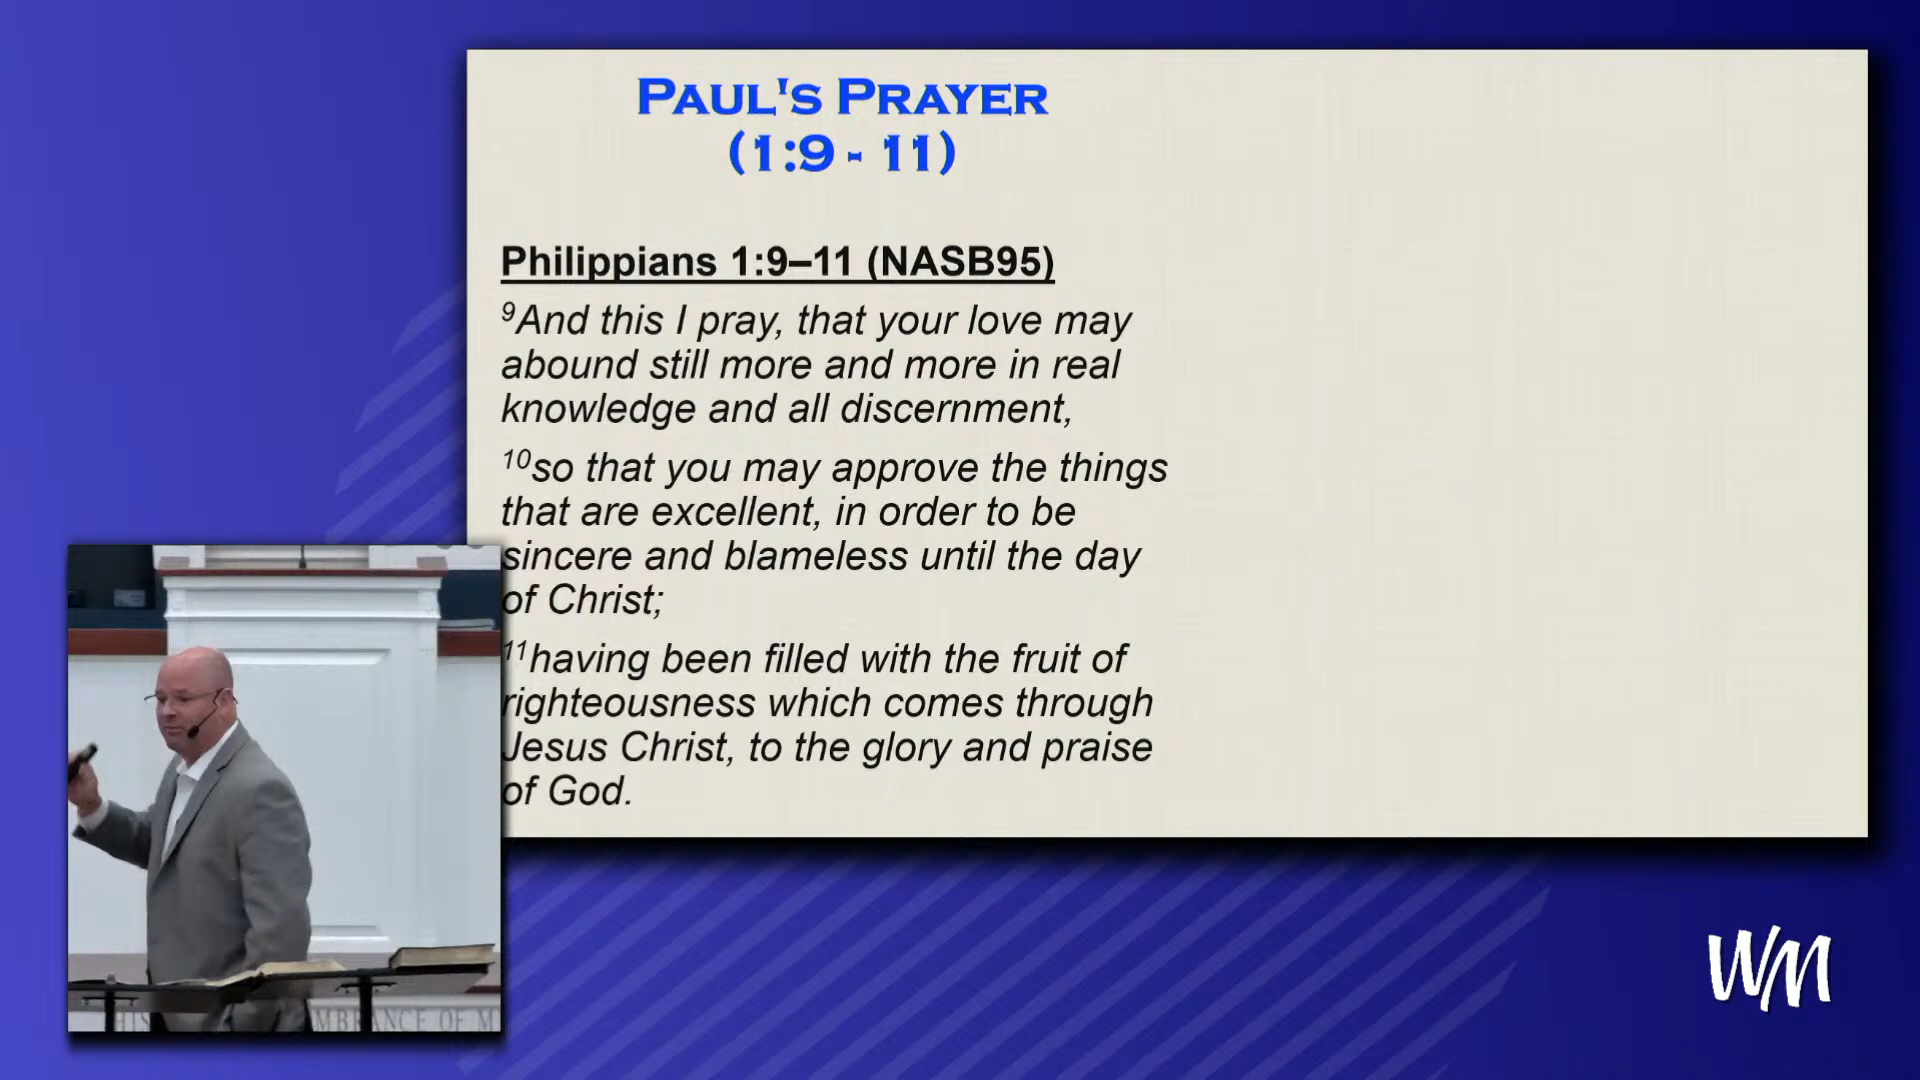 PAUL'S PRAYER
(1:9 - 11)
Philippians 1:9–11 (NASB95)
9And this I pray, that your love may
abound still more and more in real
knowledge and all discernment,
10so that you may approve the things
that are excellent, in order to be
sincere and blameless until the day
of Christ;
11having been filled with the fruit of
righteousness which comes through
Jesus Christ, to the glory and praise
of God.
WM
OF